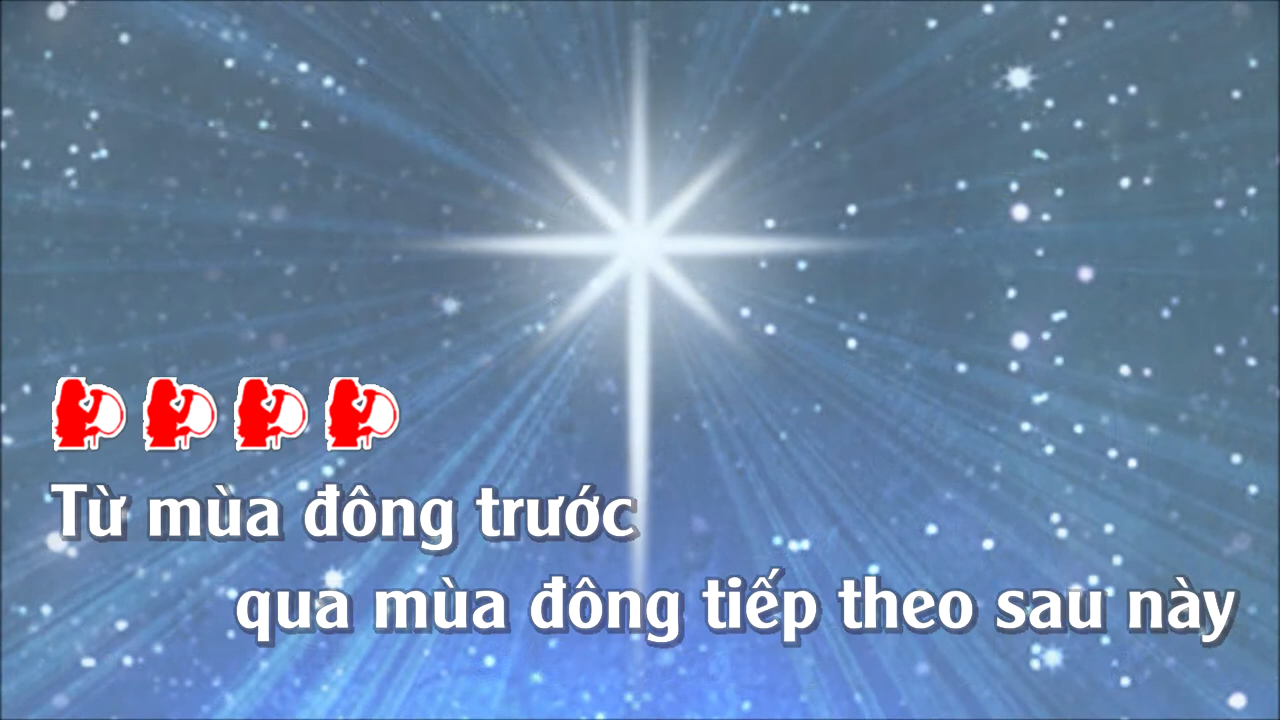 Từ mùa đông trước
qua mùa đông tiếp theo sau này